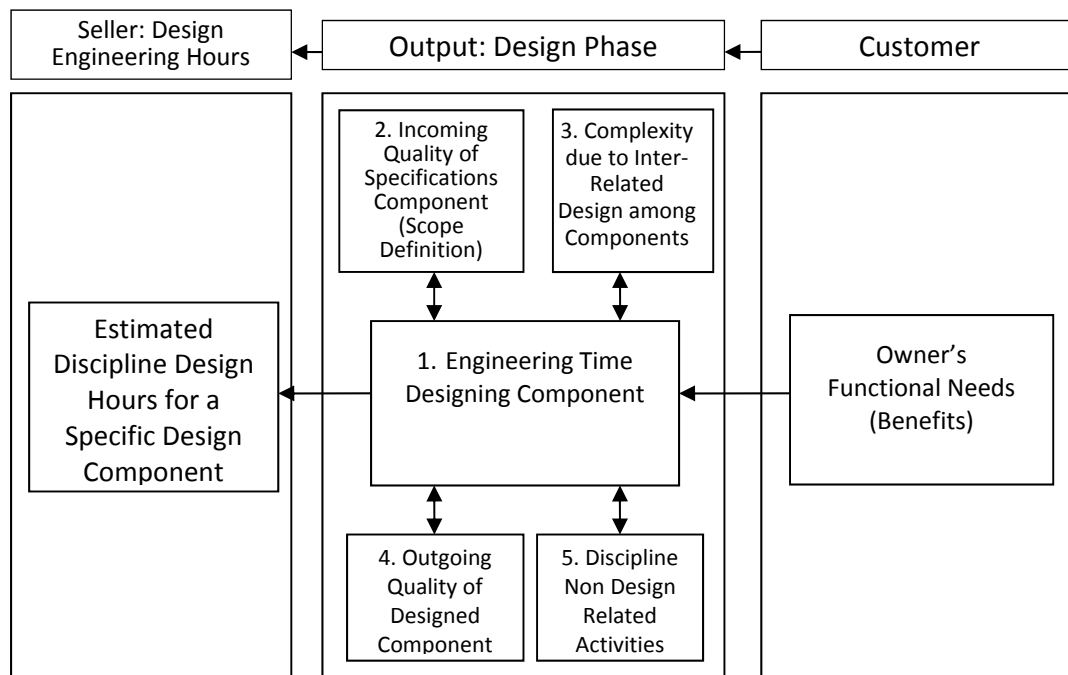 Seller: Design
Engineering Hours
Output: Design Phase
Customer
2. Incoming
Quality of
Specifications
Component
(Scope
Definition)
3. Complexity
due to Inter-
Related
Design among
Components
Estimated
Discipline Design
Hours for a
Specific Design
Component
1. Engineering Time
Designing Component
Owner’s
Functional Needs
(Benefits)
4. Outgoing
Quality of
Designed
Component
5. Discipline
Non Design
Related
Activities